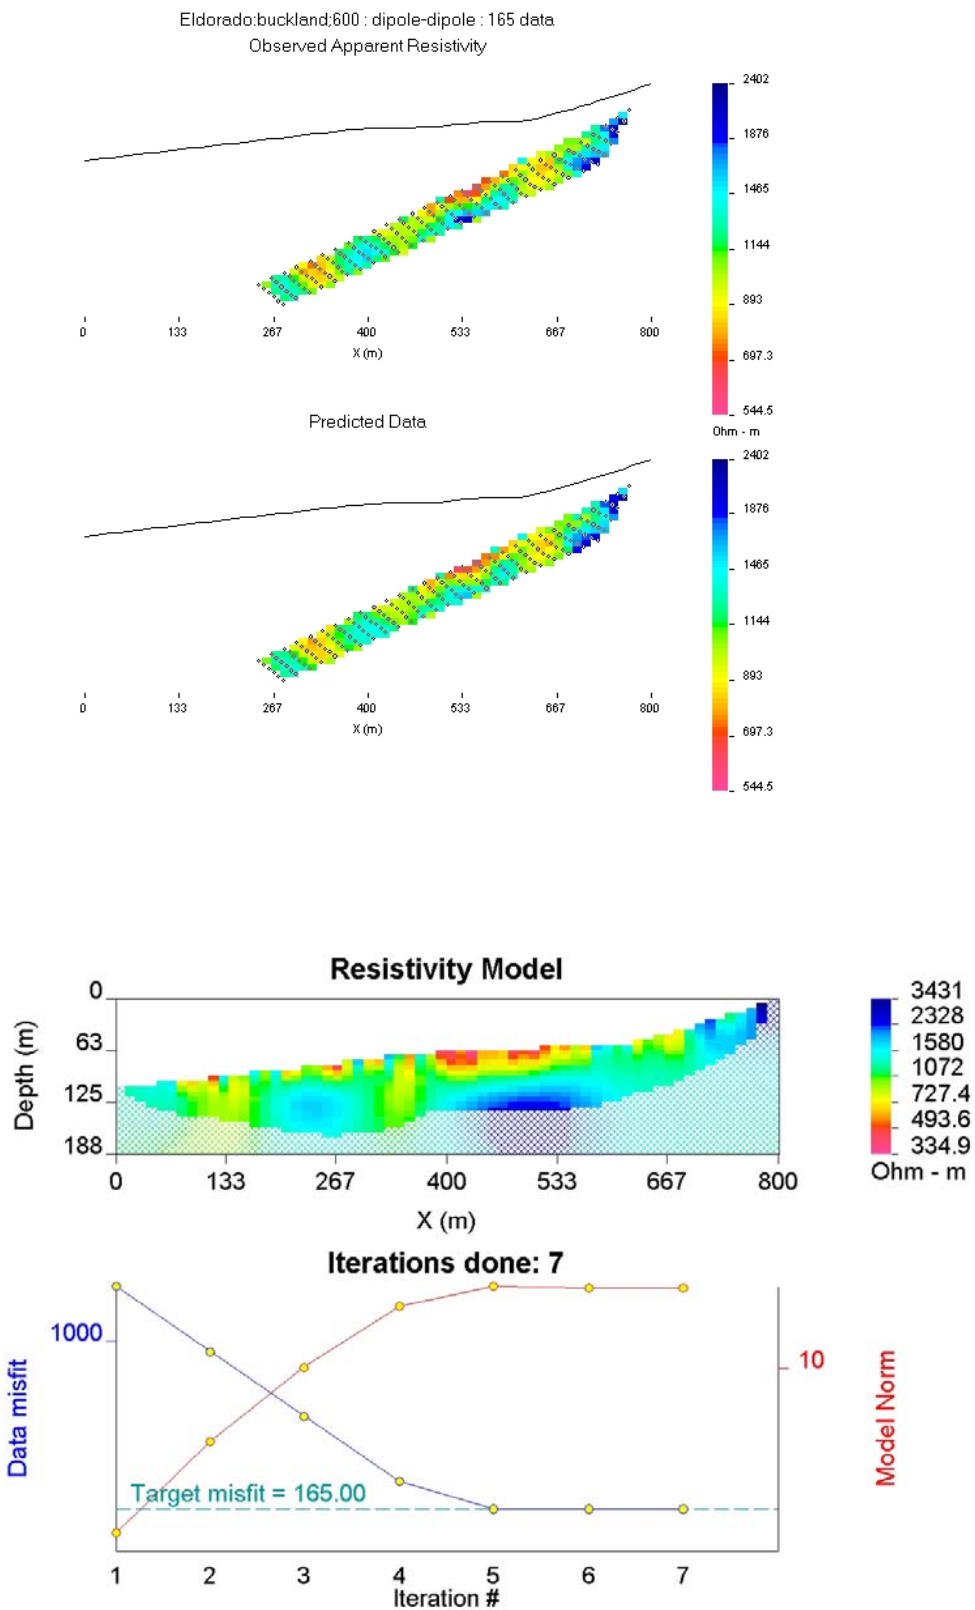 Eldorado:buckland;600 : dipole-dipole : 165 data
Observed Apparent Resistivity
2402
1876
1465
1144
893
697.3
544.5
Ohm - m
0 133 267 400 533 667 800
X (m)
Predicted Data
2402
1876
1465
1144
893
697.3
544.5
0 133 267 400 533 667 800
X (m)
Resistivity Model
0
63
125
188
Depth (m)
3431
2328
1580
1072
727.4
493.6
334.9
Ohm - m
0 133 267 400 533 667 800
X (m)
Iterations done: 7
1000
Data misfit
10
Model Norm
Target misfit = 165.00
1 2 3 4 5 6 7
Iteration #